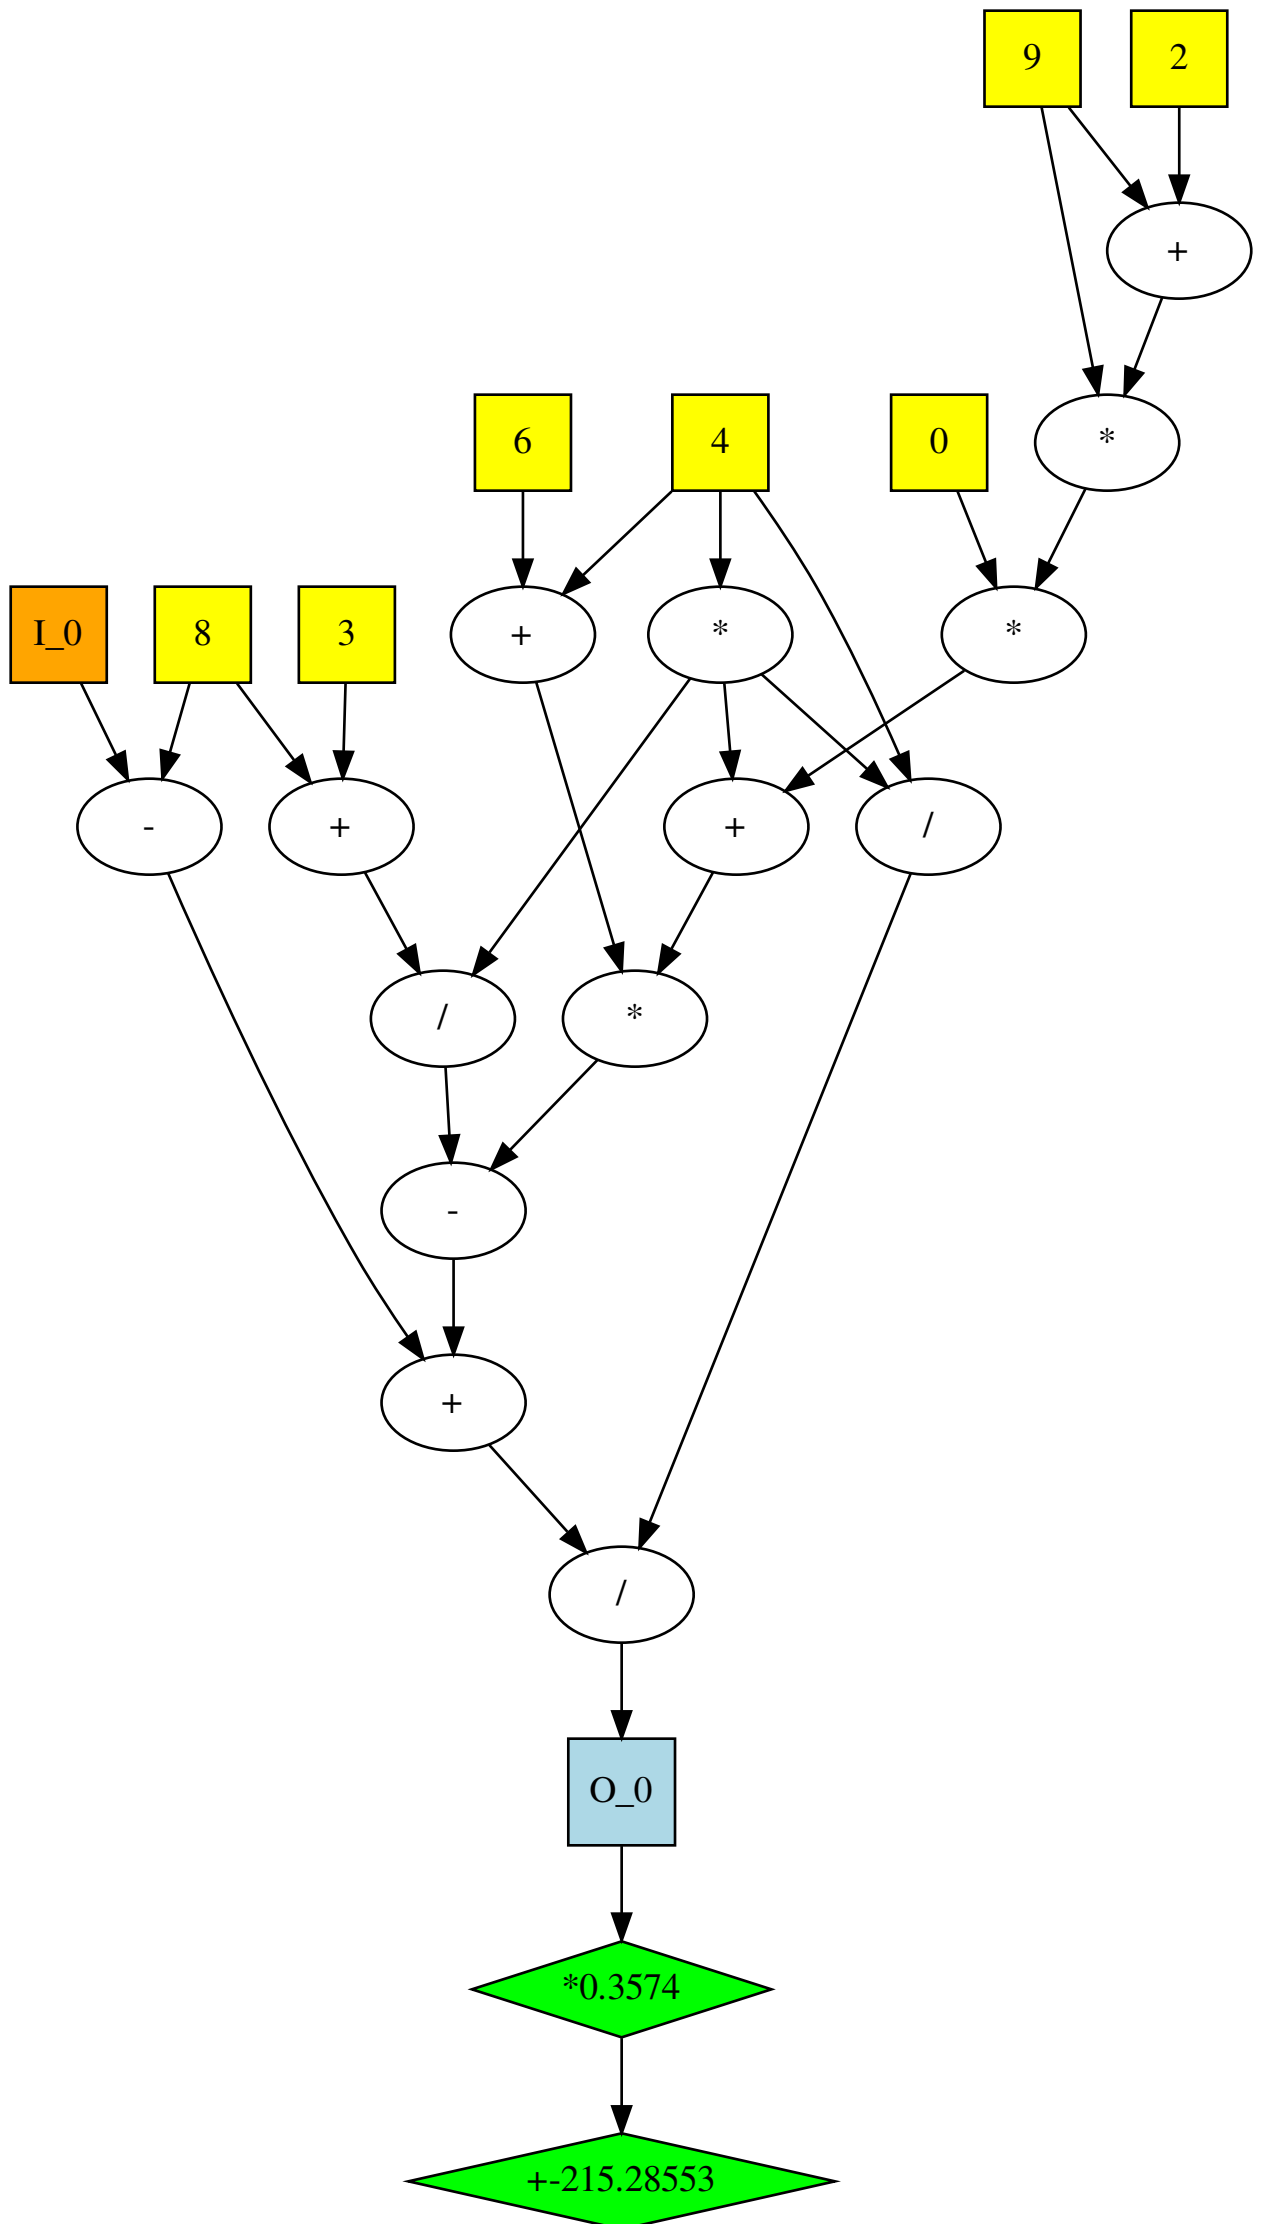 9 2
+
6 4 0 *
I_0 8 3 + * *
- + + /
/ *
-
+
/
O_0
*0.3574
+-215.28553